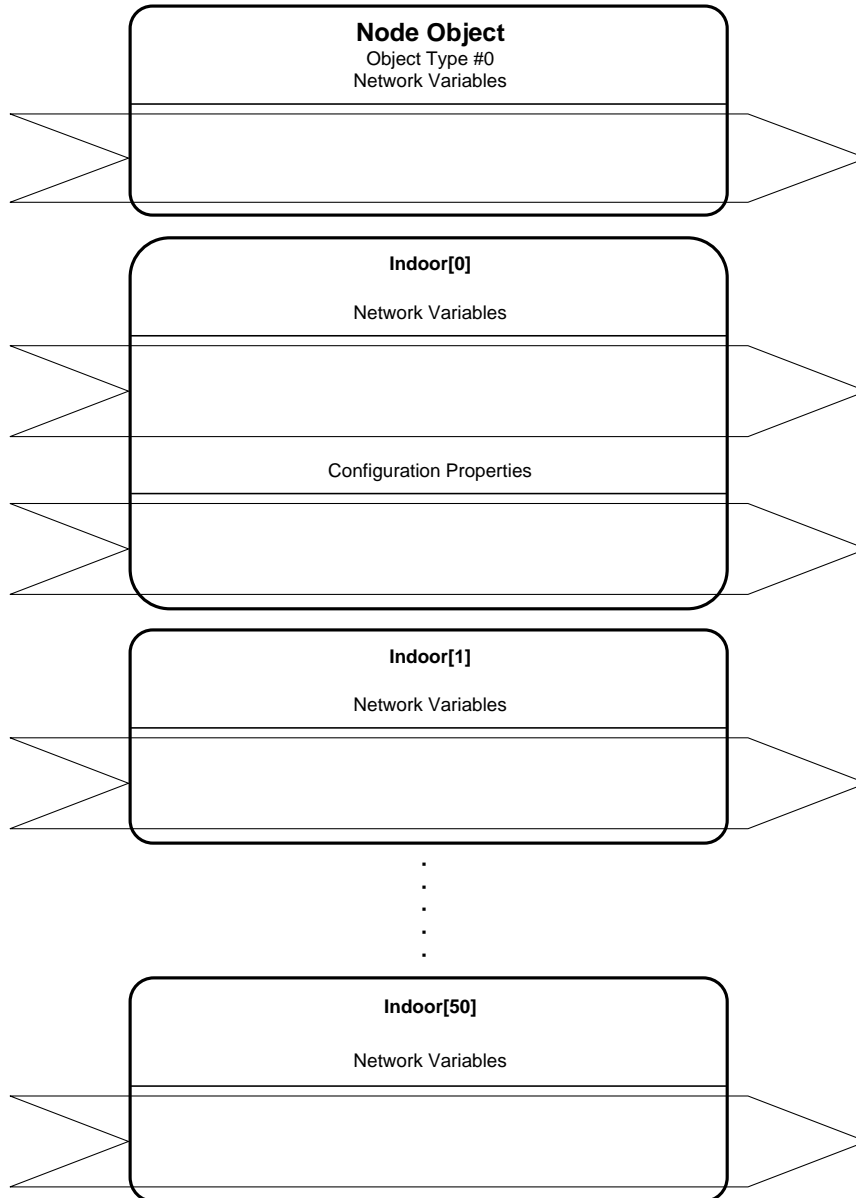 Node Object
Object Type #0
Network Variables
Indoor[0]
Network Variables
Configuration Properties
Indoor[1]
Network Variables
.
.
.
.
.
Indoor[50]
Network Variables